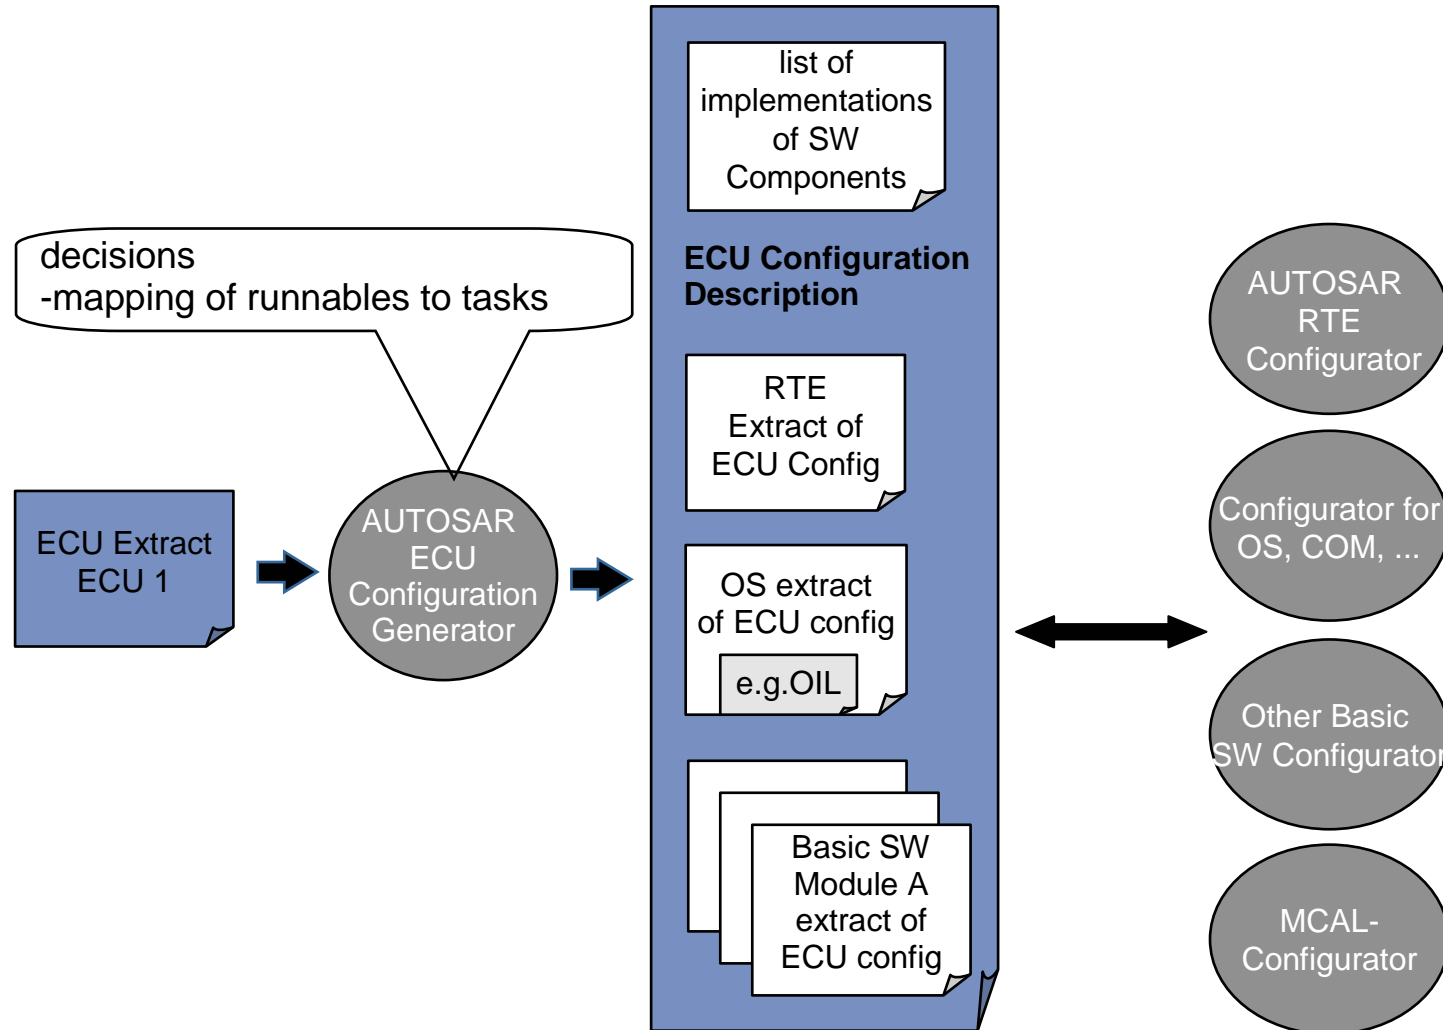 list of
implementations
of SW
Components
decisions
-mapping of runnables to tasks
ECU Configuration
Description
AUTOSAR
RTE
Configurator
RTE
Extract of
ECU Config
ECU Extract
ECU 1
AUTOSAR
ECU
Configuration
Generator
Configurator for
OS, COM, ...
OS extract
of ECU config
e.g.OIL
Other Basic
SW Configurator
Basic SW
Module A
extract of
ECU config
MCAL-
Configurator